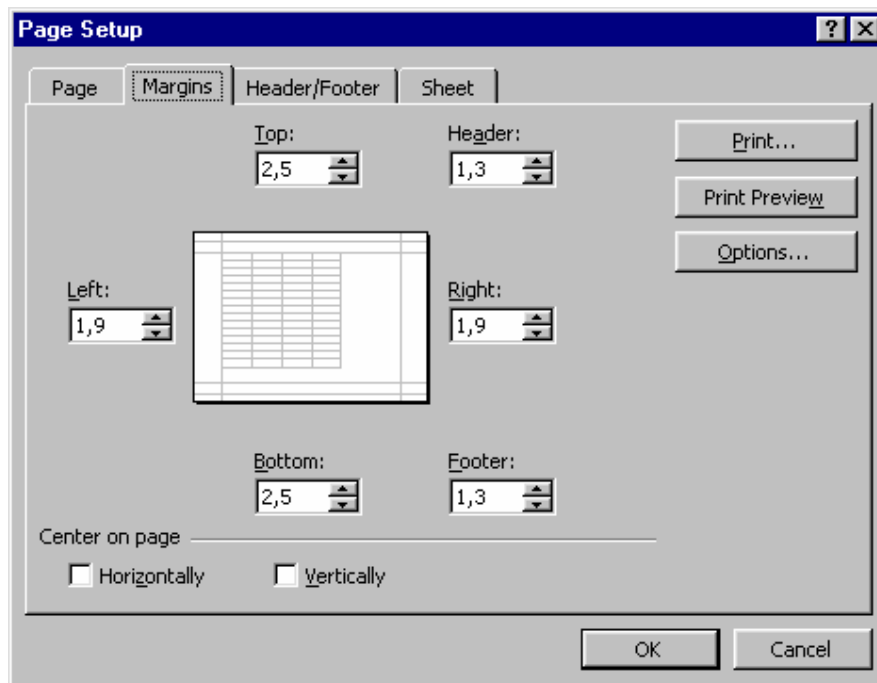 Page Setup
Page Margins Header/Footer Sheet
Top: Header:
2,5 1,3
Print...
Print Preview
Options...
Left: Right:
1,9 1,9
Bottom: Footer:
2,5 1,3
Center on page
Horizontally Vertically
OK Cancel